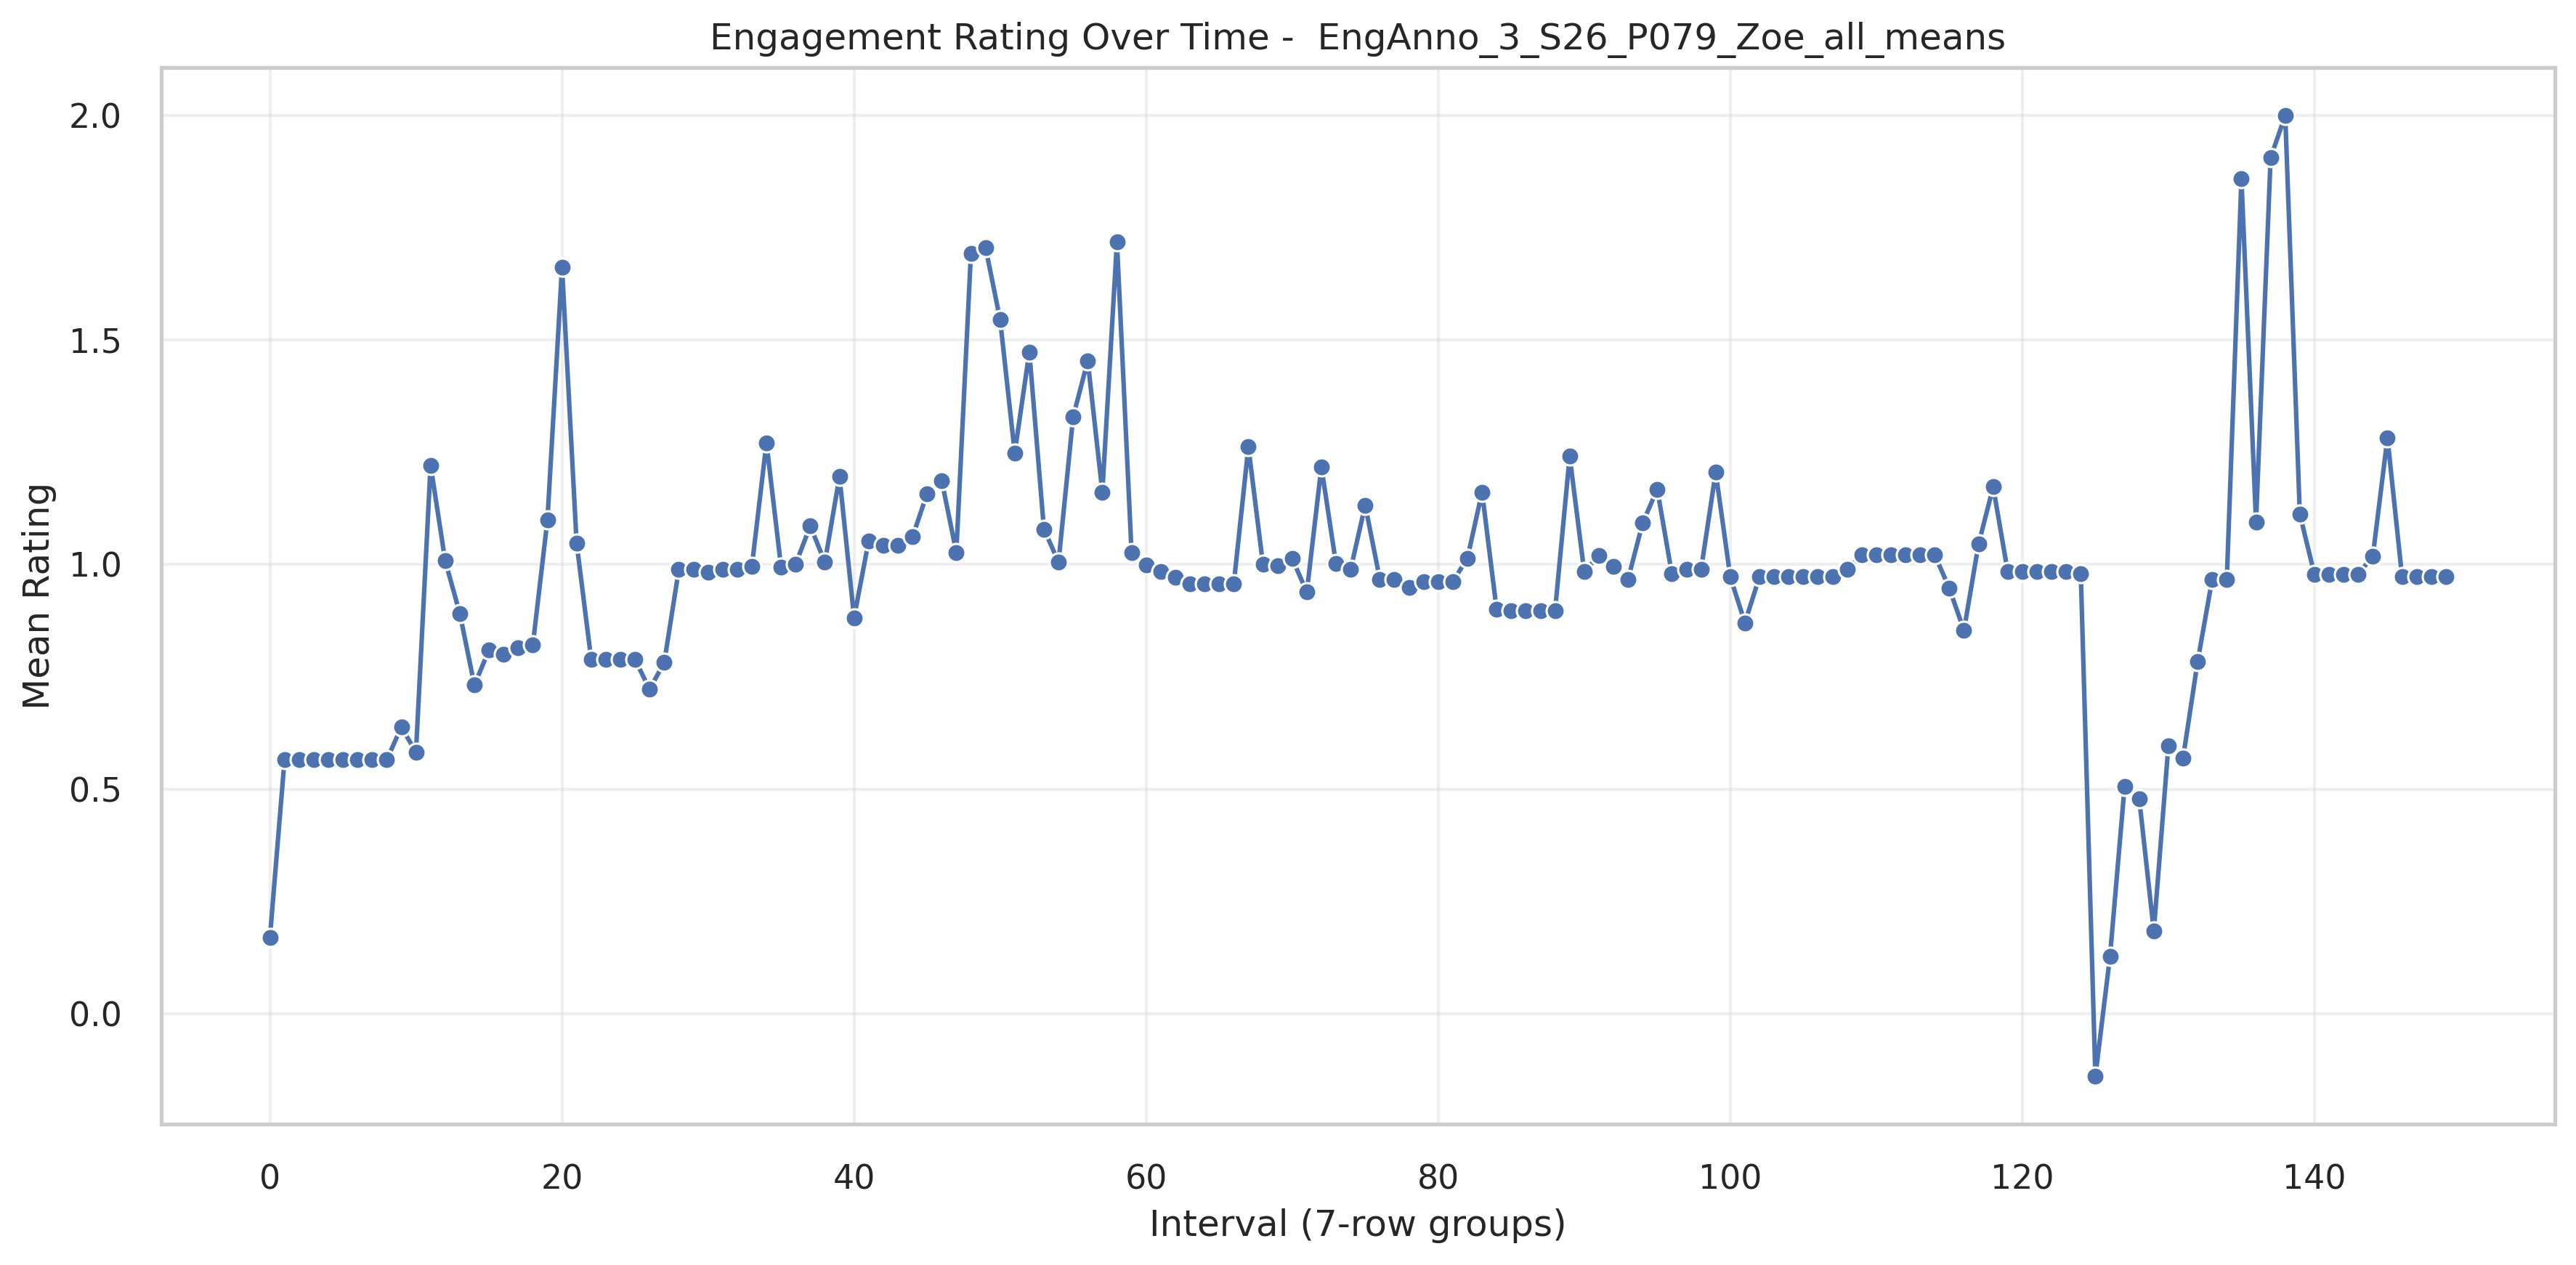 Engagement Rating Over Time -  EngAnno_3_S26_P079_Zoe_all_means
2.0
1.5
1.0
0.5
0.0
Mean Rating
0 20 40 60 80 100 120 140
Interval (7-row groups)